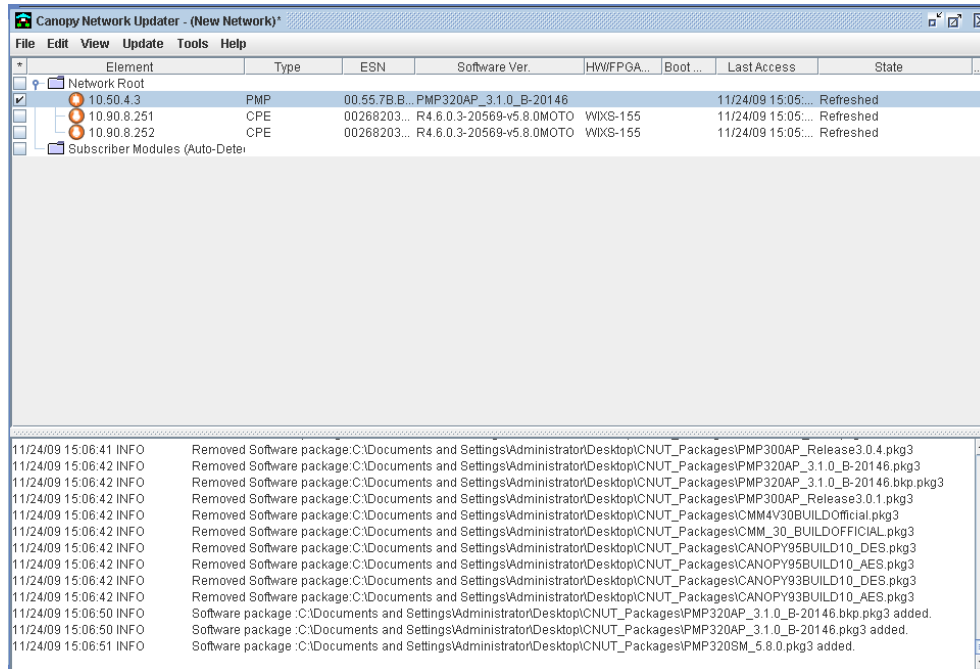 Canopy Network Updater - (New Network)*
File Edit View Update Tools Help
* Element Type ESN Software Ver. HW/FPGA... Boot ... Last Access State ...
Network Root
10.50.4.3 PMP 00.55.7B.B... PMP320AP_3.1.0_B-20146 11/24/09 15:05:... Refreshed
10.90.8.251 CPE 00268203... R4.6.0.3-20569-v5.8.0MOTO WIXS-155 11/24/09 15:05:... Refreshed
10.90.8.252 CPE 00268203... R4.6.0.3-20569-v5.8.0MOTO WIXS-155 11/24/09 15:05:... Refreshed
Subscriber Modules (Auto-Dete
11/24/09 15:06:41 INFO Removed Software package:C:\Documents and Settings\Administrator\Desktop\CNUT_Packages\PMP300AP_Release3.0.4.pkg3
11/24/09 15:06:42 INFO Removed Software package:C:\Documents and Settings\Administrator\Desktop\CNUT_Packages\PMP320AP_3.1.0_B-20146.pkg3
11/24/09 15:06:42 INFO Removed Software package:C:\Documents and Settings\Administrator\Desktop\CNUT_Packages\PMP320AP_3.1.0_B-20146.bkp.pkg3
11/24/09 15:06:42 INFO Removed Software package:C:\Documents and Settings\Administrator\Desktop\CNUT_Packages\PMP300AP_Release3.0.1.pkg3
11/24/09 15:06:42 INFO Removed Software package:C:\Documents and Settings\Administrator\Desktop\CNUT_Packages\CMM4V30BUILDOfficial.pkg3
11/24/09 15:06:42 INFO Removed Software package:C:\Documents and Settings\Administrator\Desktop\CNUT_Packages\CMM_30_BUILDOFFICIAL.pkg3
11/24/09 15:06:42 INFO Removed Software package:C:\Documents and Settings\Administrator\Desktop\CNUT_Packages\CANOPY95BUILD10_DES.pkg3
11/24/09 15:06:42 INFO Removed Software package:C:\Documents and Settings\Administrator\Desktop\CNUT_Packages\CANOPY95BUILD10_AES.pkg3
11/24/09 15:06:42 INFO Removed Software package:C:\Documents and Settings\Administrator\Desktop\CNUT_Packages\CANOPY93BUILD10_DES.pkg3
11/24/09 15:06:42 INFO Removed Software package:C:\Documents and Settings\Administrator\Desktop\CNUT_Packages\CANOPY93BUILD10_AES.pkg3
11/24/09 15:06:50 INFO Software package :C:\Documents and Settings\Administrator\Desktop\CNUT_Packages\PMP320AP_3.1.0_B-20146.bkp.pkg3 added.
11/24/09 15:06:50 INFO Software package :C:\Documents and Settings\Administrator\Desktop\CNUT_Packages\PMP320AP_3.1.0_B-20146.pkg3 added.
11/24/09 15:06:51 INFO Software package :C:\Documents and Settings\Administrator\Desktop\CNUT_Packages\PMP320SM_5.8.0.pkg3 added.